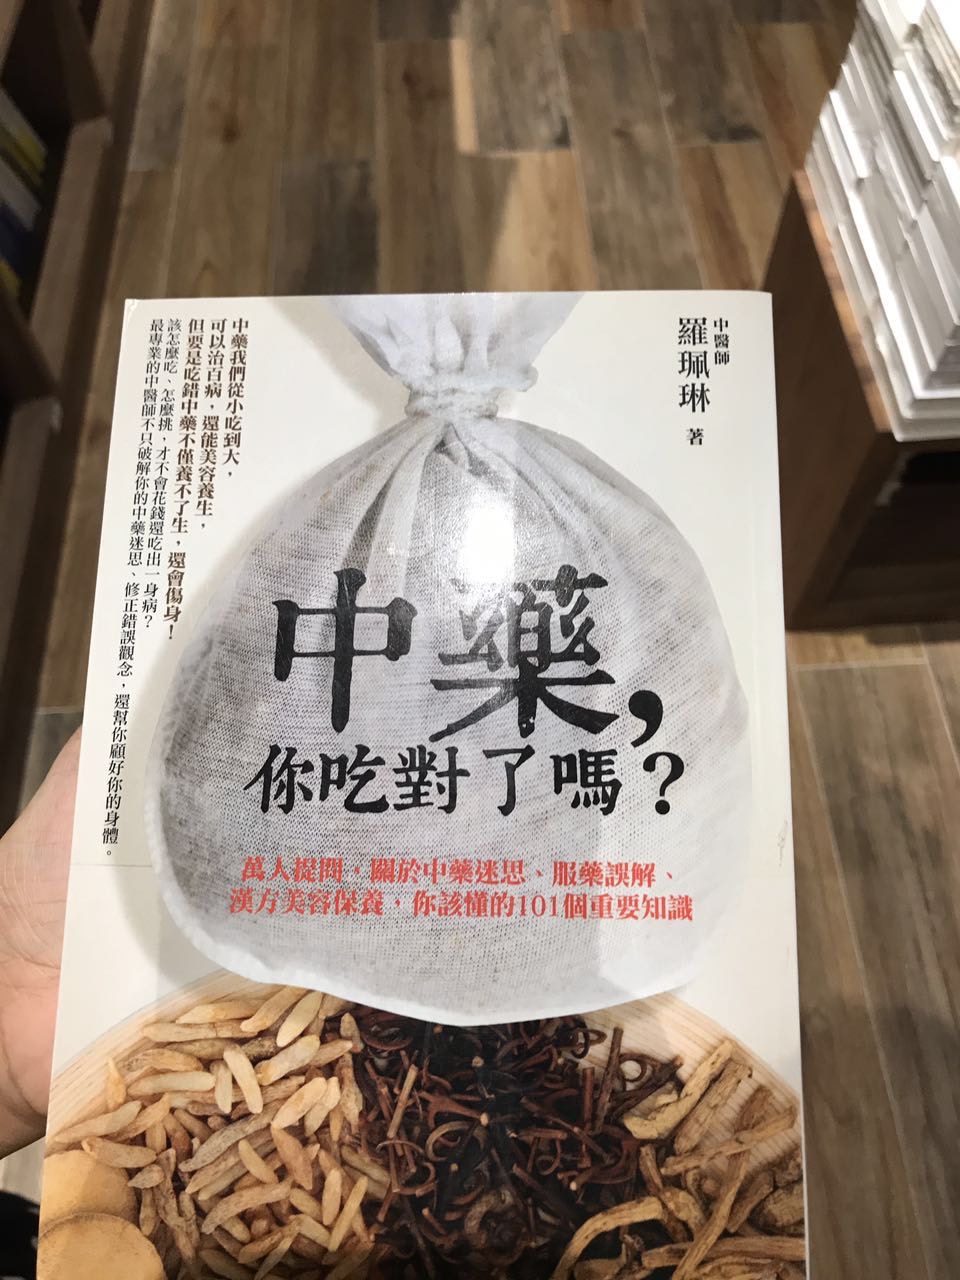 中醫師
羅珮琳 著
中藥我們從小吃到大，
可以治百病，還能美容養生，
但要是吃錯中藥不僅養不了生，還會傷身！
該怎麼吃、怎麼挑，才不會花錢還吃出一身病？
最專業的中醫師不只破解你的中藥迷思、修正錯誤觀念，還幫你顧好你的身體。
中藥，
你吃對了嗎？
萬人提問，關於中藥迷思、服藥誤解、
漢方美容保養，你該懂的101個重要知識